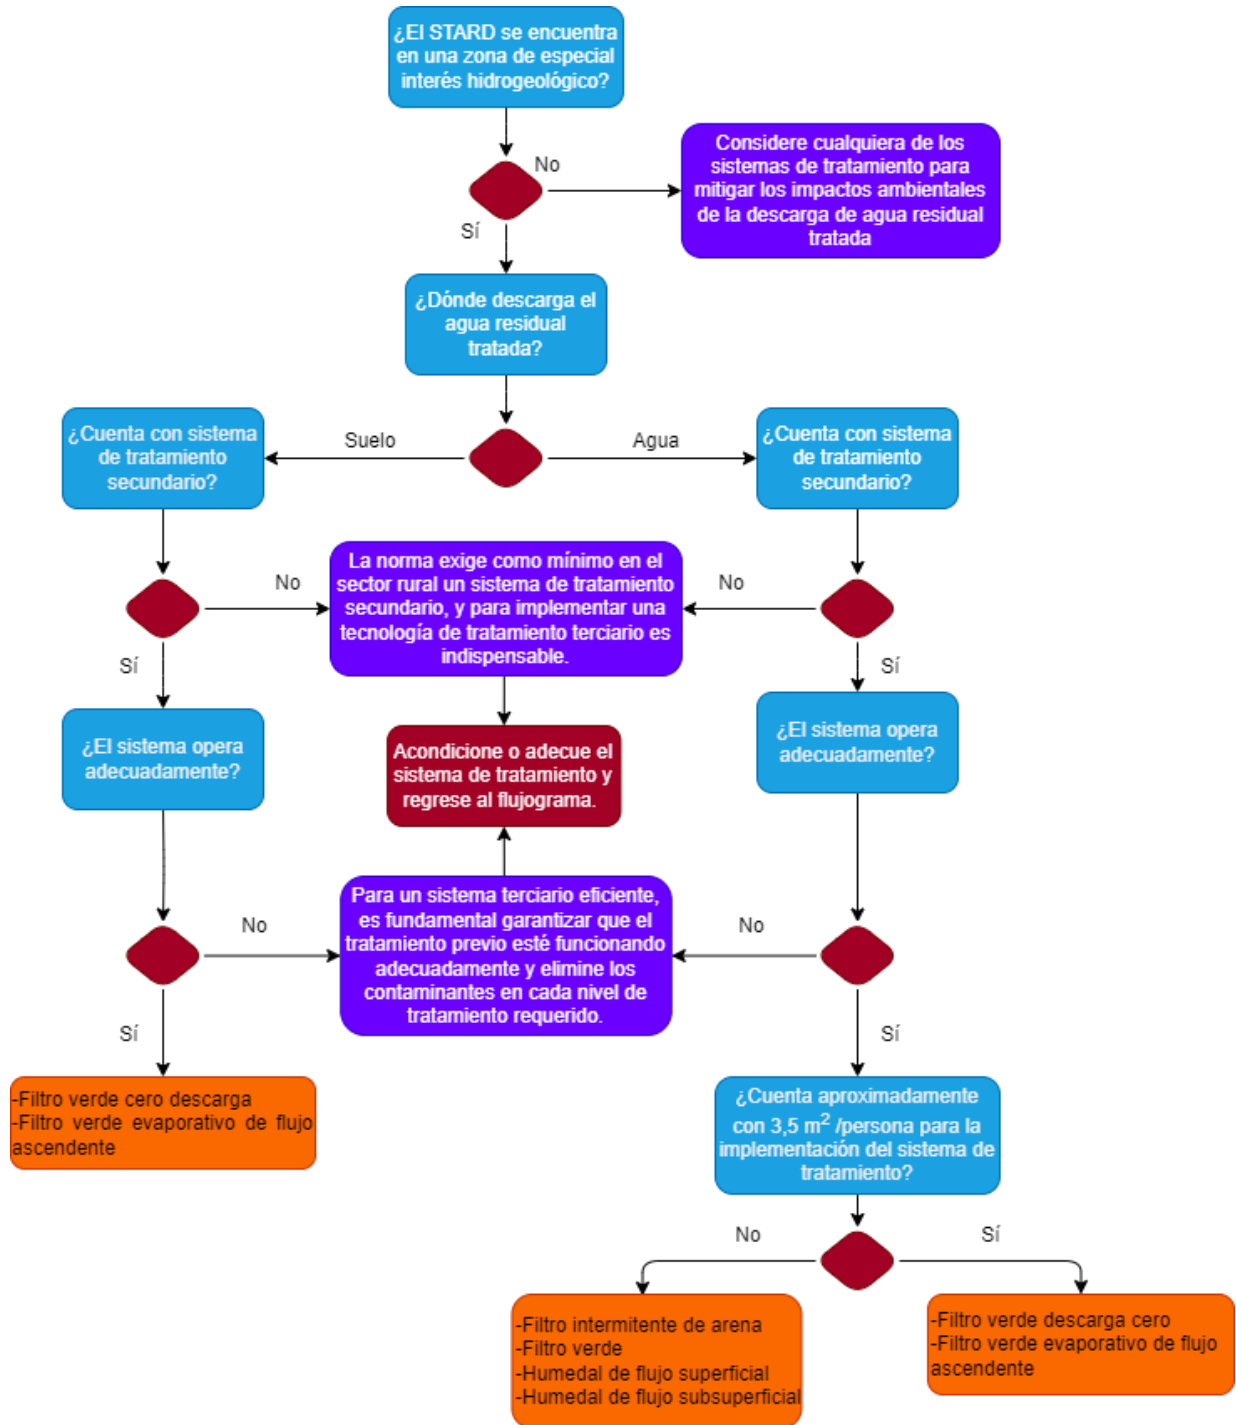 ¿El STARD se encuentra
en una zona de especial
interés hidrogeológico?
No
Considere cualquiera de los
sistemas de tratamiento para
mitigar los impactos ambientales
de la descarga de agua residual
tratada
Sí
¿Dónde descarga el
agua residual
tratada?
¿Cuenta con sistema
de tratamiento
secundario?
Suelo
Agua
¿Cuenta con sistema
de tratamiento
secundario?
No
La norma exige como mínimo en el
sector rural un sistema de tratamiento
secundario, y para implementar una
tecnología de tratamiento terciario es
indispensable.
No
Sí
Sí
¿El sistema opera
adecuadamente?
Acondicione o adecue el
sistema de tratamiento y
regrese al flujograma.
¿El sistema opera
adecuadamente?
No
Para un sistema terciario eficiente,
es fundamental garantizar que el
tratamiento previo esté funcionando
adecuadamente y elimine los
contaminantes en cada nivel de
tratamiento requerido.
No
Sí
Sí
-Filtro verde cero descarga
-Filtro verde evaporativo de flujo
ascendente
¿Cuenta aproximadamente
con 3,5 m² /persona para la
implementación del sistema de
tratamiento?
No
Sí
-Filtro intermitente de arena
-Filtro verde
-Humedal de flujo superficial
-Humedal de flujo subsuperficial
-Filtro verde descarga cero
-Filtro verde evaporativo de flujo
ascendente